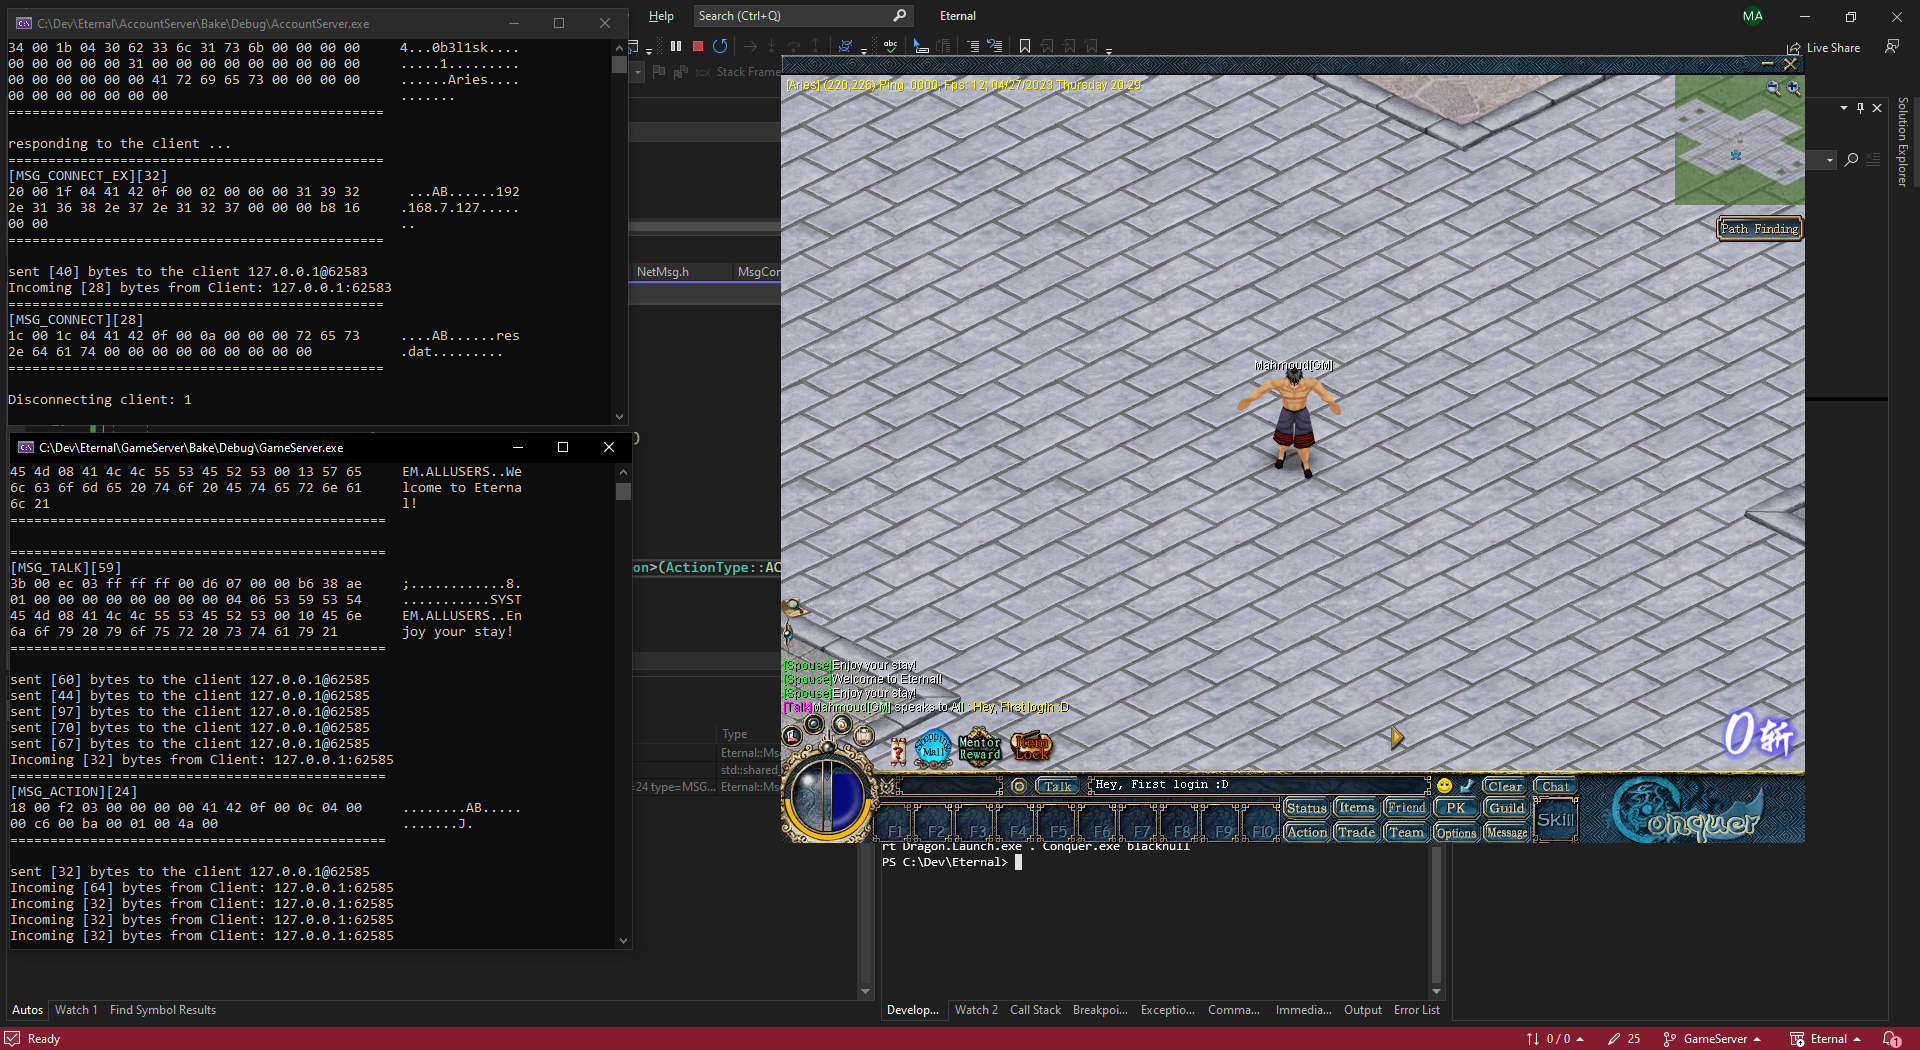 C:\Dev\Eternal\AccountServer\Bake\Debug\AccountServer.exe
34 00 1b 04 30 62 33 6c 31 73 6b 00 00 00 00 4...0b3l1sk....
00 00 00 00 00 31 00 00 00 00 00 00 00 00 00 .....1.........
00 00 00 00 00 00 41 72 69 65 73 00 00 00 00 ......Aries....
00 00 00 00 00 00 00 .......
===============================================
responding to the client ...
===============================================
[MSG_CONNECT_EX][32]
20 00 1f 04 41 42 0f 00 02 00 00 00 31 39 32 ...AB......192
2e 31 36 38 2e 37 2e 31 32 37 00 00 00 b8 16 .168.7.127.....
00 00 ..
===============================================
sent [40] bytes to the client 127.0.0.1@62583
Incoming [28] bytes from Client: 127.0.0.1:62583
===============================================
[MSG_CONNECT][28]
1c 00 1c 04 41 42 0f 00 0a 00 00 00 72 65 73 ....AB......res
2e 64 61 74 00 00 00 00 00 00 00 00 00 .dat.........
===============================================
Disconnecting client: 1
C:\Dev\Eternal\GameServer\Bake\Debug\GameServer.exe
45 4d 08 41 4c 4c 55 53 45 52 53 00 13 57 65 EM.ALLUSERS..We
6c 63 6f 6d 65 20 74 6f 20 45 74 65 72 6e 61 lcome to Eterna
6c 21 l!
===============================================
===============================================
[MSG_TALK][59]
3b 00 ec 03 ff ff ff 00 d6 07 00 00 b6 38 ae ;............8.
01 00 00 00 00 00 00 00 00 04 06 53 59 53 54 ...........SYST
45 4d 08 41 4c 4c 55 53 45 52 53 00 10 45 6e EM.ALLUSERS..En
6a 6f 79 20 79 6f 75 72 20 73 74 61 79 21 joy your stay!
===============================================
sent [60] bytes to the client 127.0.0.1@62585
sent [44] bytes to the client 127.0.0.1@62585
sent [97] bytes to the client 127.0.0.1@62585
sent [70] bytes to the client 127.0.0.1@62585
sent [67] bytes to the client 127.0.0.1@62585
Incoming [32] bytes from Client: 127.0.0.1:62585
===============================================
[MSG_ACTION][24]
18 00 f2 03 00 00 00 00 41 42 0f 00 0c 04 00 ........AB.....
00 c6 00 ba 00 01 00 4a 00 .......J.
===============================================
sent [32] bytes to the client 127.0.0.1@62585
Incoming [64] bytes from Client: 127.0.0.1:62585
Incoming [32] bytes from Client: 127.0.0.1:62585
Incoming [32] bytes from Client: 127.0.0.1:62585
Incoming [32] bytes from Client: 127.0.0.1:62585
Help Search (Ctrl+Q) Eternal MA
abc Live Share
Stack Frame
NetMsg.h MsgCon
on>(ActionType::AC
Type
Eternal::Ms
std::shared
=24 type=MSG... Eternal::Ms
Solution Explorer
[Aries] (220,226) Ping: 0000; Fps: 12; 04/27/2023 Thursday 20:29
Path Finding
Mahmoud[GM]
[Spouse]Enjoy your stay!
[Spouse]Welcome to Eternal!
[Spouse]Enjoy your stay!
[Talk]Mahmoud[GM] speaks to All : Hey, First login :D
Shopping Mall Mentor Reward Item Lock
0斬
Talk Hey, First login :D Clear Chat
F1 F2 F3 F4 F5 F6 F7 F8 F9 F10
Status Items Friend PK Guild Skill
Action Trade Team Options Message
Conquer
rt Dragon.Launch.exe . Conquer.exe blacknull
PS C:\Dev\Eternal>
Autos Watch 1 Find Symbol Results
Develop... Watch 2 Call Stack Breakpoi... Exceptio... Comma... Immedia... Output Error List
Ready 0 / 0 25 GameServer Eternal 1